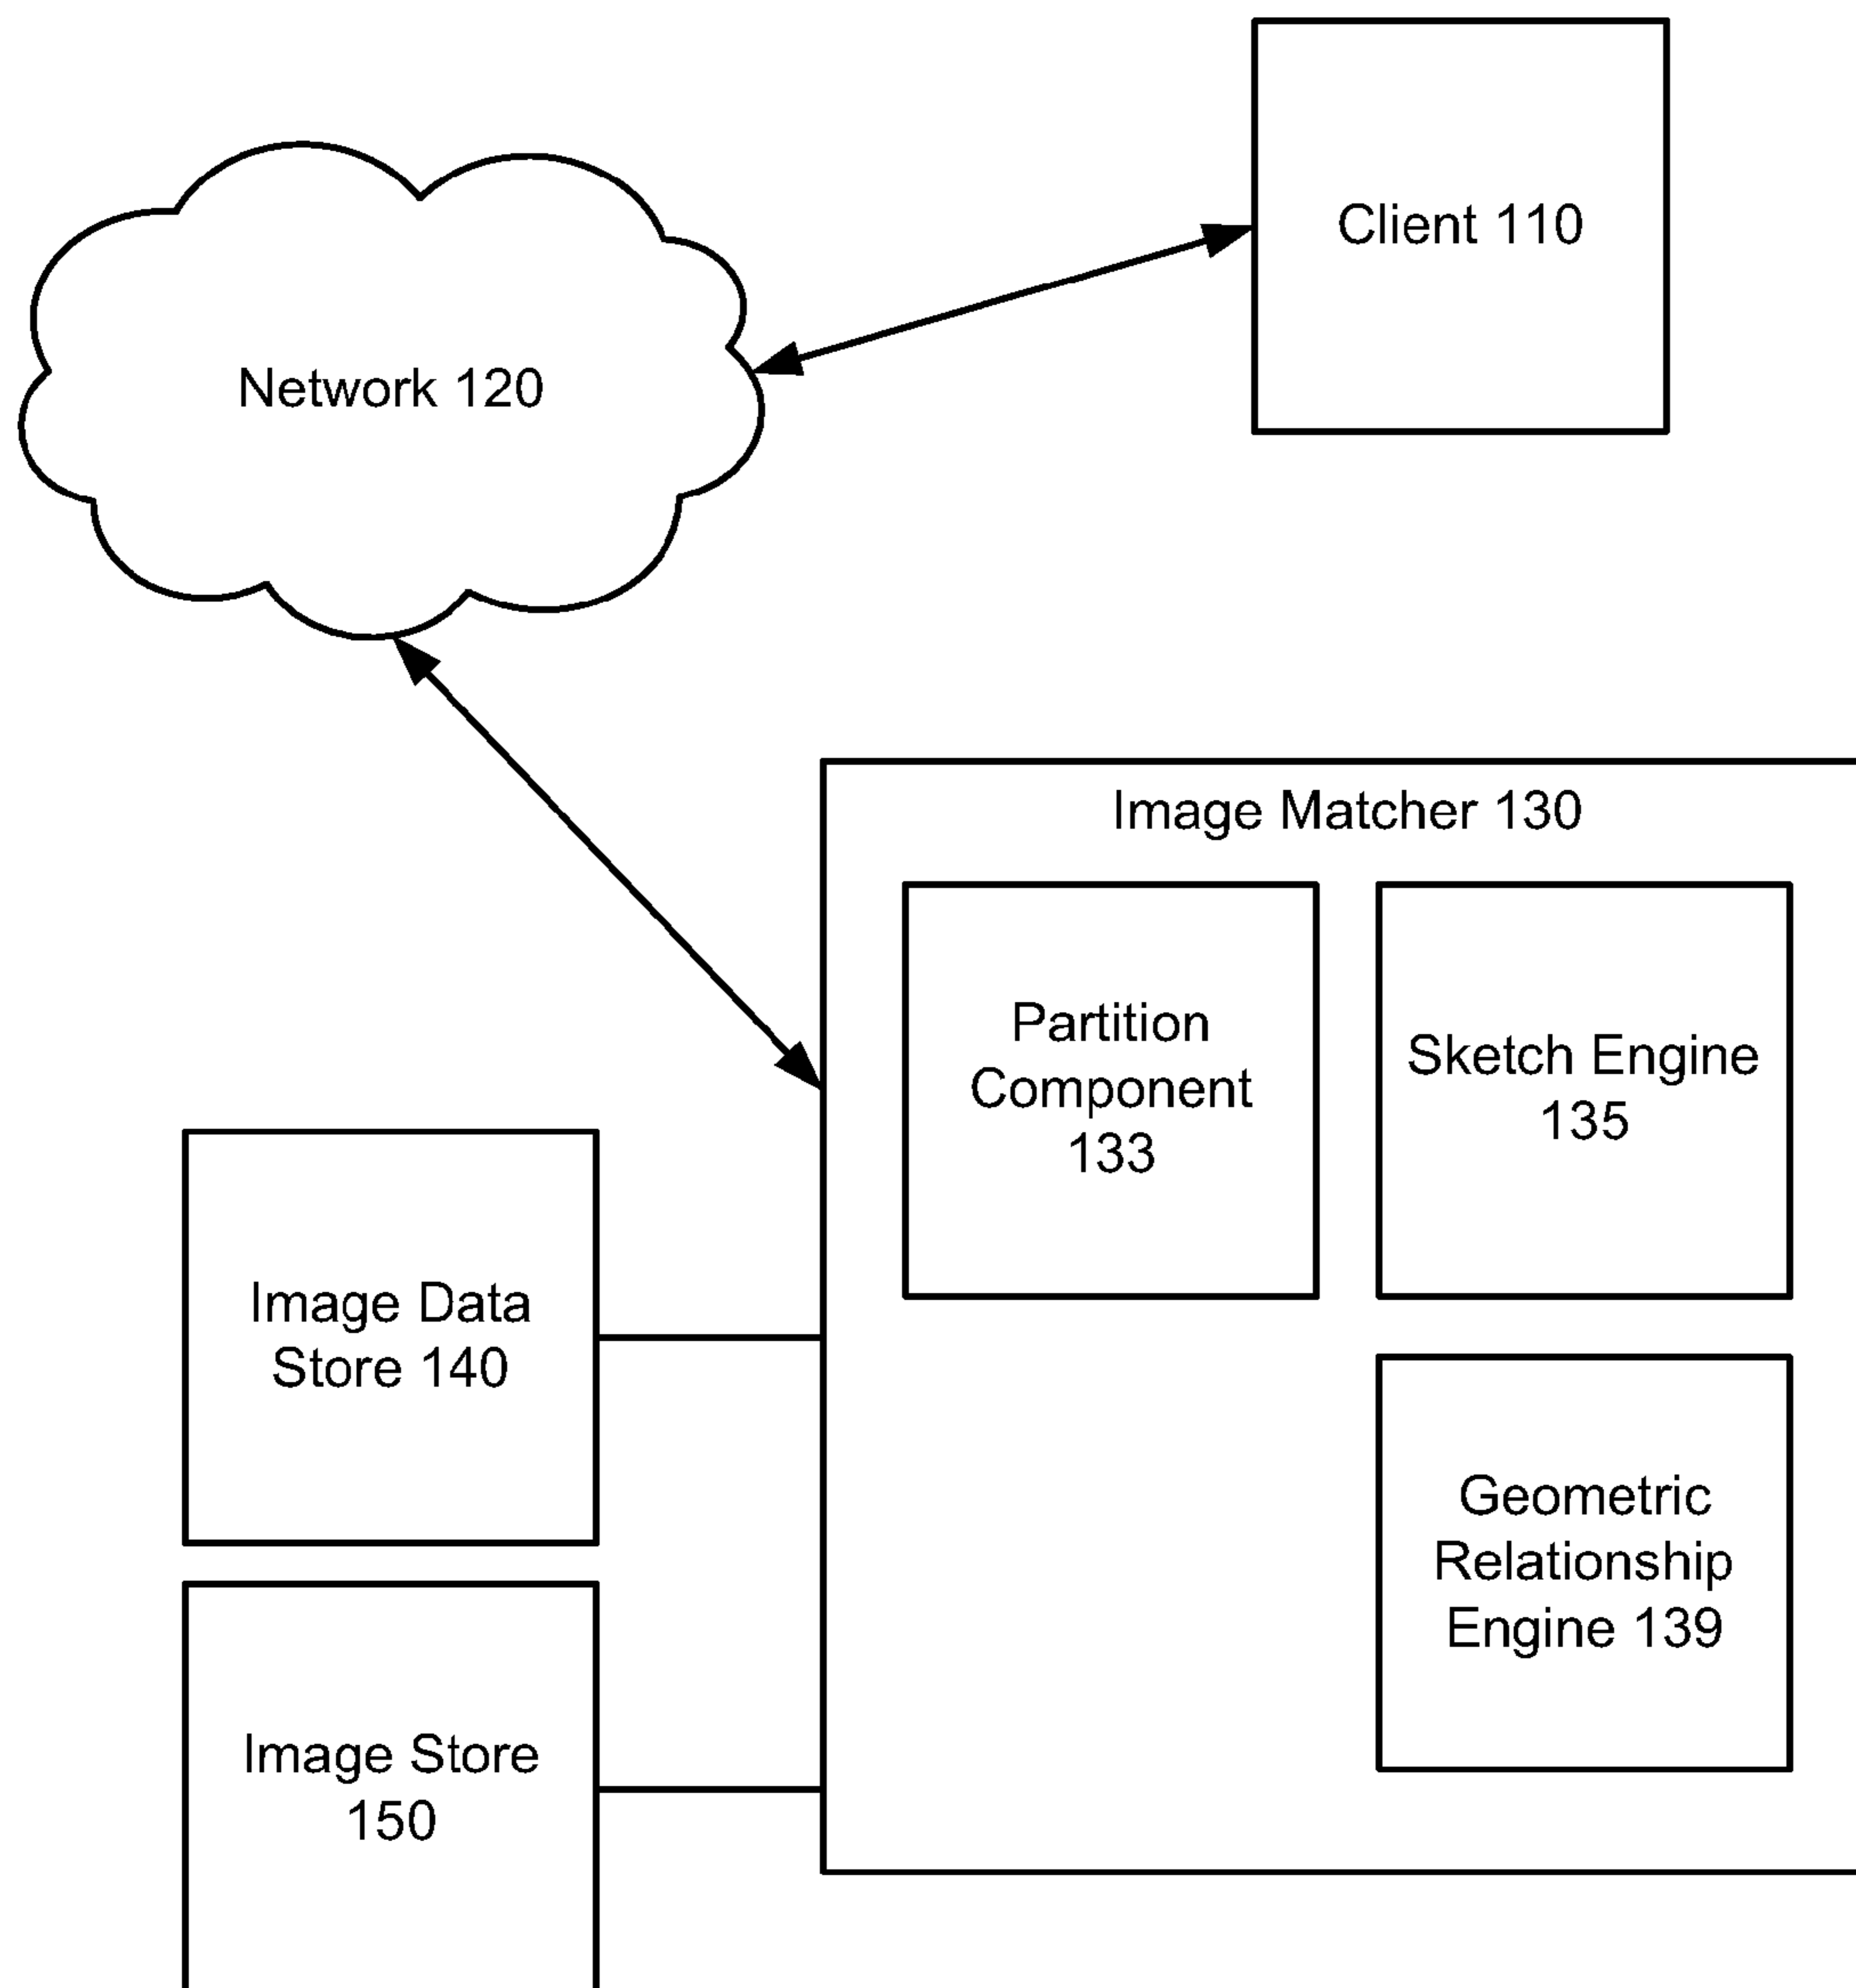 Client 110
Network 120
Image Matcher 130
Partition
Component
133
Sketch Engine
135
Image Data
Store 140
Geometric
Relationship
Engine 139
Image Store
150